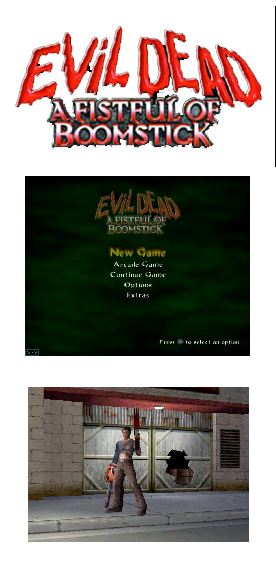 EVIL DEAD
A FISTFUL OF
BOOMSTICK
EVIL DEAD
A FISTFUL OF
BOOMSTICK
New Game
Arcade Game
Continue Game
Options
Extras
Press to select an option